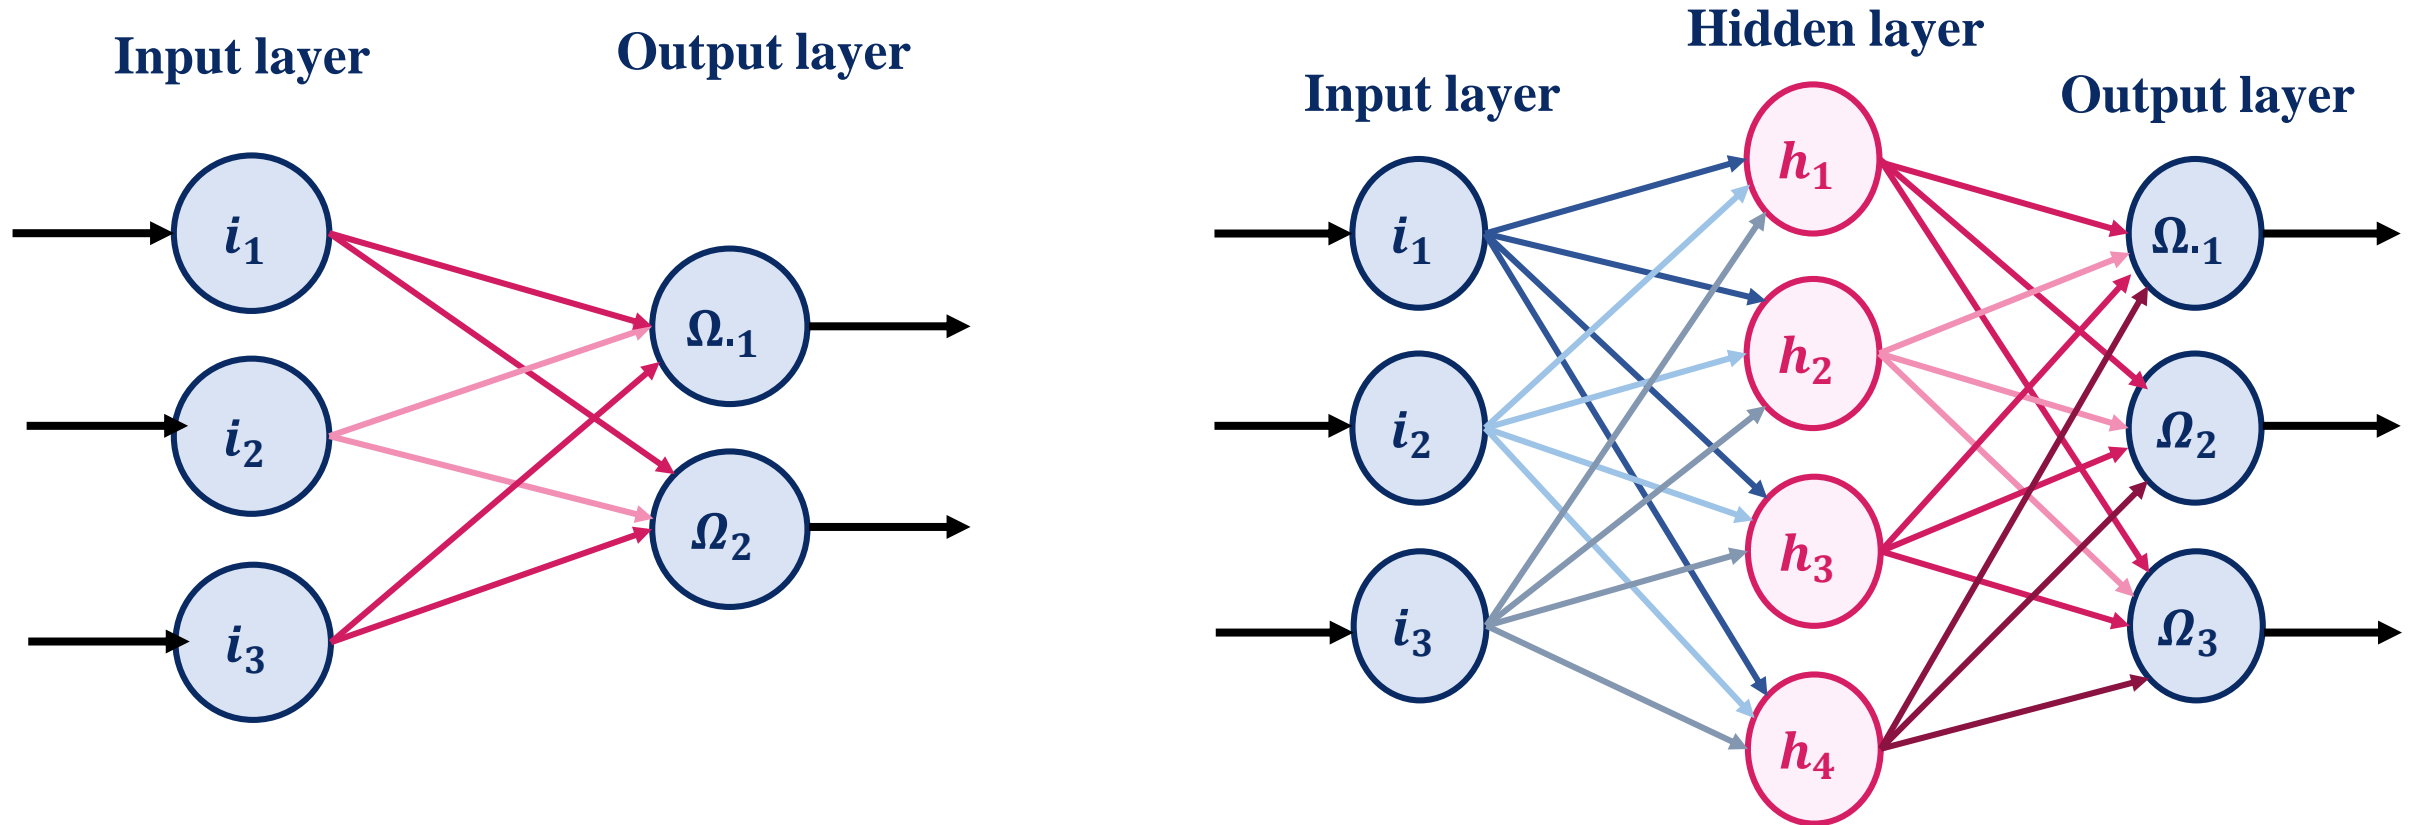 Input layer
Output layer
i1
i2
i3
Ω.1
Ω2
Hidden layer
Input layer
Output layer
i1
i2
i3
h1
h2
h3
h4
Ω.1
Ω2
Ω3